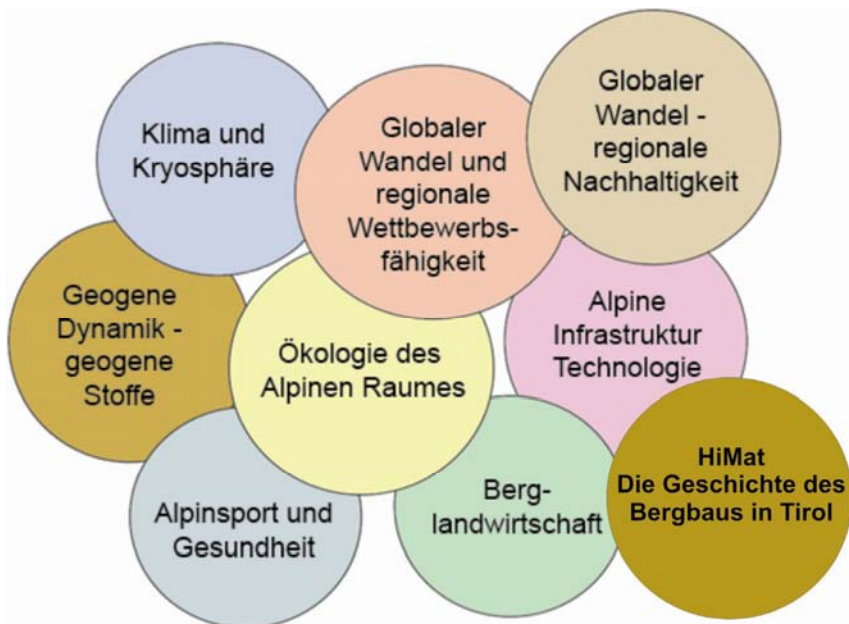 Klima und
Kryosphäre
Globaler
Wandel und
regionale
Wettbewerbs-
fähigkeit
Globaler
Wandel -
regionale
Nachhaltigkeit
Geogene
Dynamik -
geogene
Stoffe
Ökologie des
Alpinen Raumes
Alpine
Infrastruktur
Technologie
Alpinsport und
Gesundheit
Berg-
landwirtschaft
HiMat
Die Geschichte des
Bergbaus in Tirol